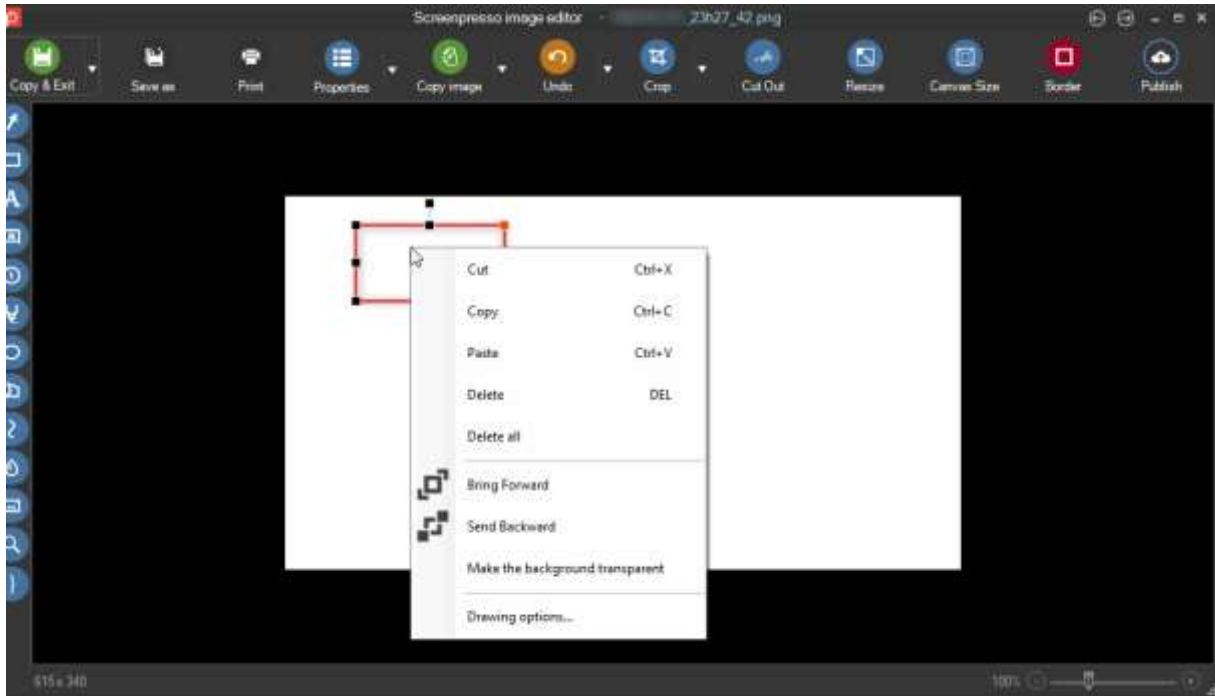 Screenpresso image editor - 23h27_42.png
Copy & Exit Save as Print Properties Copy image Undo Crop Cut Out Resize Canvas Size Border Publish
Cut Ctrl+X
Copy Ctrl+C
Paste Ctrl+V
Delete DEL
Delete all
Bring Forward
Send Backward
Make the background transparent
Drawing options...
615 x 340 100%